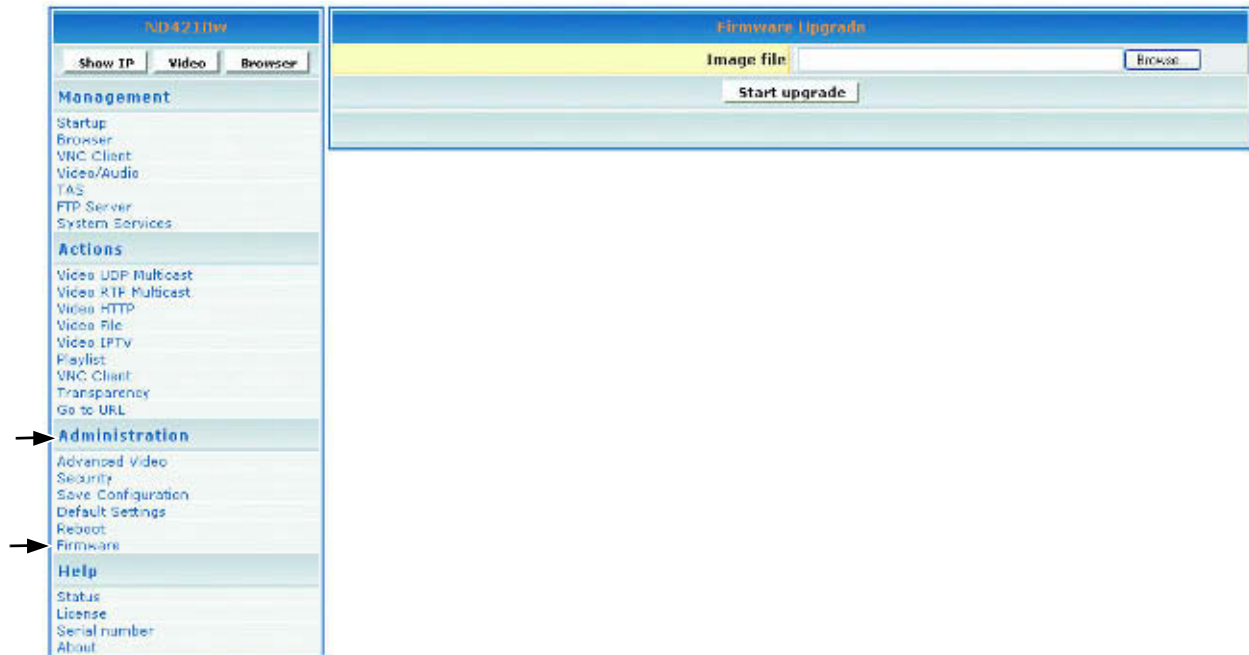 ND4210w
Show IP Video Browser
Management
Startup
Browser
VNC Client
Video/Audio
TAS
FTP Server
System Services
Actions
Video UDP Multicast
Video RTP Multicast
Video HTTP
Video File
Video IPTV
Playlist
VNC Client
Transparency
Go to URL
Administration
Advanced Video
Security
Save Configuration
Default Settings
Reboot
Firmware
Help
Status
License
Serial number
About
Firmware Upgrade
Image file Browse...
Start upgrade